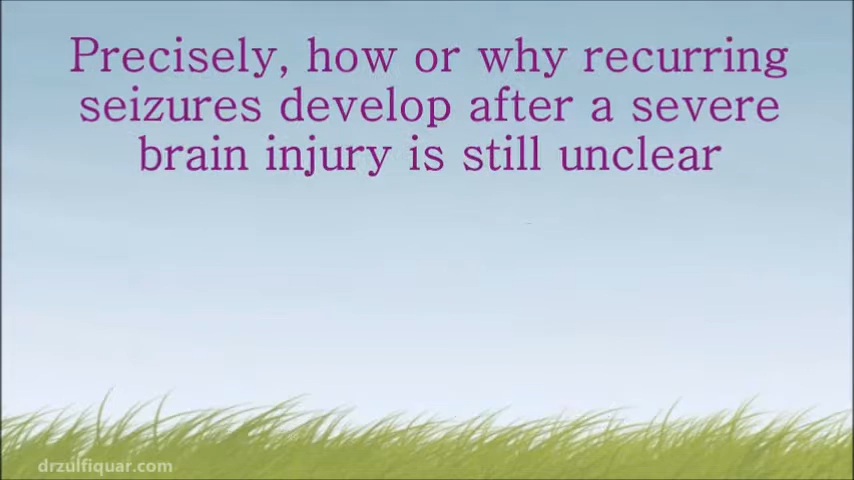 Precisely, how or why recurring
seizures develop after a severe
brain injury is still unclear
drzulfiquar.com